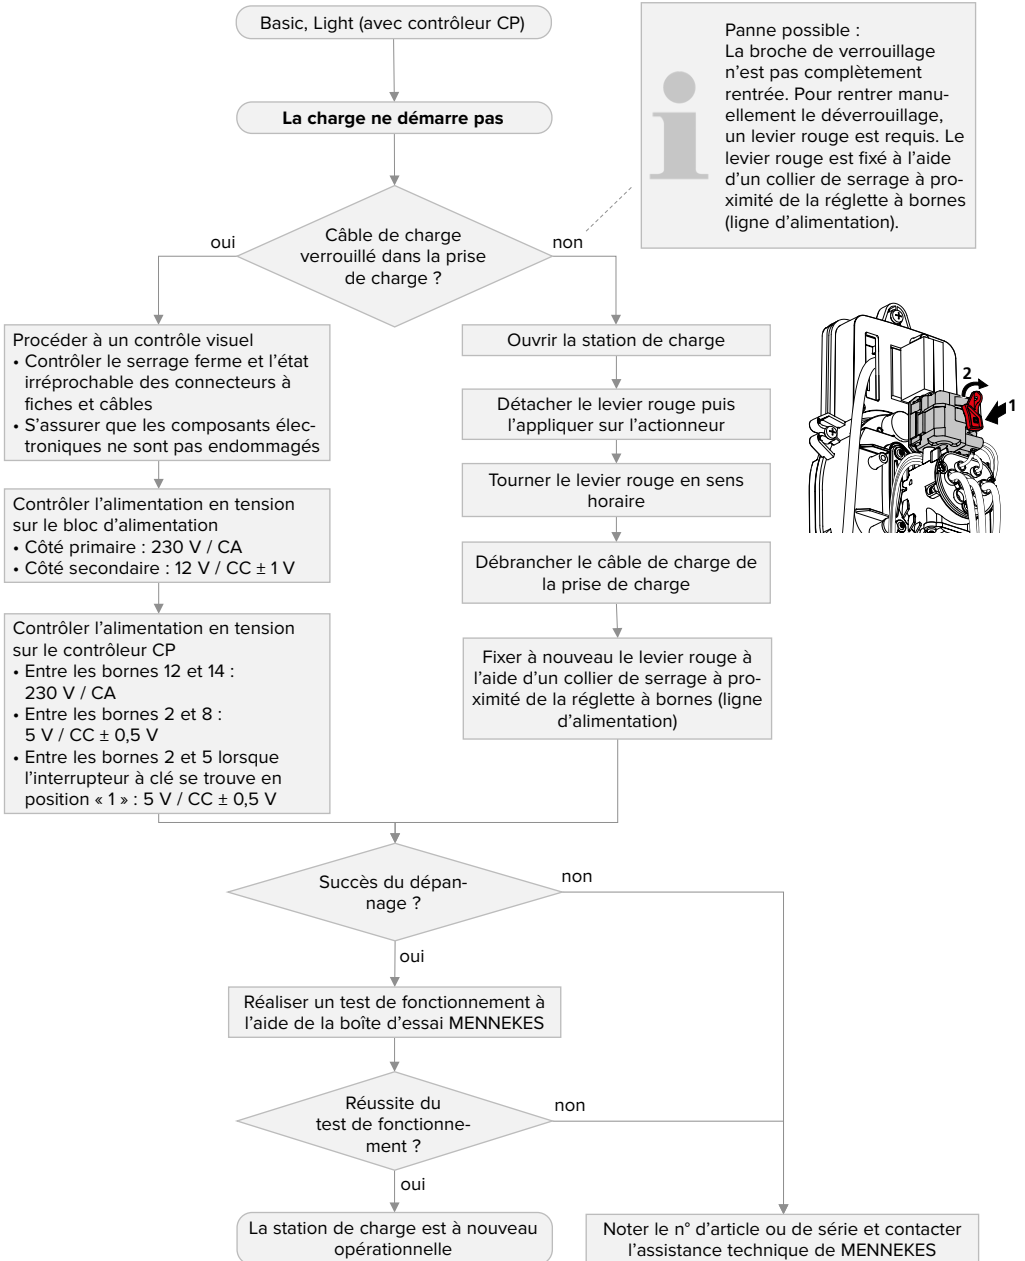 Basic, Light (avec contrôleur CP)
La charge ne démarre pas
Panne possible :
La broche de verrouillage
n'est pas complètement
rentrée. Pour rentrer manu-
ellement le déverrouillage,
un levier rouge est requis. Le
levier rouge est fixé à l'aide
d'un collier de serrage à pro-
ximité de la réglette à bornes
(ligne d'alimentation).
Câble de charge
verrouillé dans la prise
de charge ?
oui
non
Procéder à un contrôle visuel
• Contrôler le serrage ferme et l'état
irréprochable des connecteurs à
fiches et câbles
• S'assurer que les composants élec-
troniques ne sont pas endommagés
Contrôler l'alimentation en tension
sur le bloc d'alimentation
• Côté primaire : 230 V / CA
• Côté secondaire : 12 V / CC ± 1 V
Contrôler l'alimentation en tension
sur le contrôleur CP
• Entre les bornes 12 et 14 :
230 V / CA
• Entre les bornes 2 et 8 :
5 V / CC ± 0,5 V
• Entre les bornes 2 et 5 lorsque
l'interrupteur à clé se trouve en
position « 1 » : 5 V / CC ± 0,5 V
Ouvrir la station de charge
Détacher le levier rouge puis
l'appliquer sur l'actionneur
Tourner le levier rouge en sens
horaire
Débrancher le câble de charge de
la prise de charge
Fixer à nouveau le levier rouge à
l'aide d'un collier de serrage à pro-
ximité de la réglette à bornes (ligne
d'alimentation)
2
1
Succès du dépan-
nage ?
non
oui
Réaliser un test de fonctionnement à
l'aide de la boîte d'essai MENNEKES
Réussite du
test de fonctionne-
ment ?
non
oui
La station de charge est à nouveau
opérationnelle
Noter le n° d'article ou de série et contacter
l'assistance technique de MENNEKES